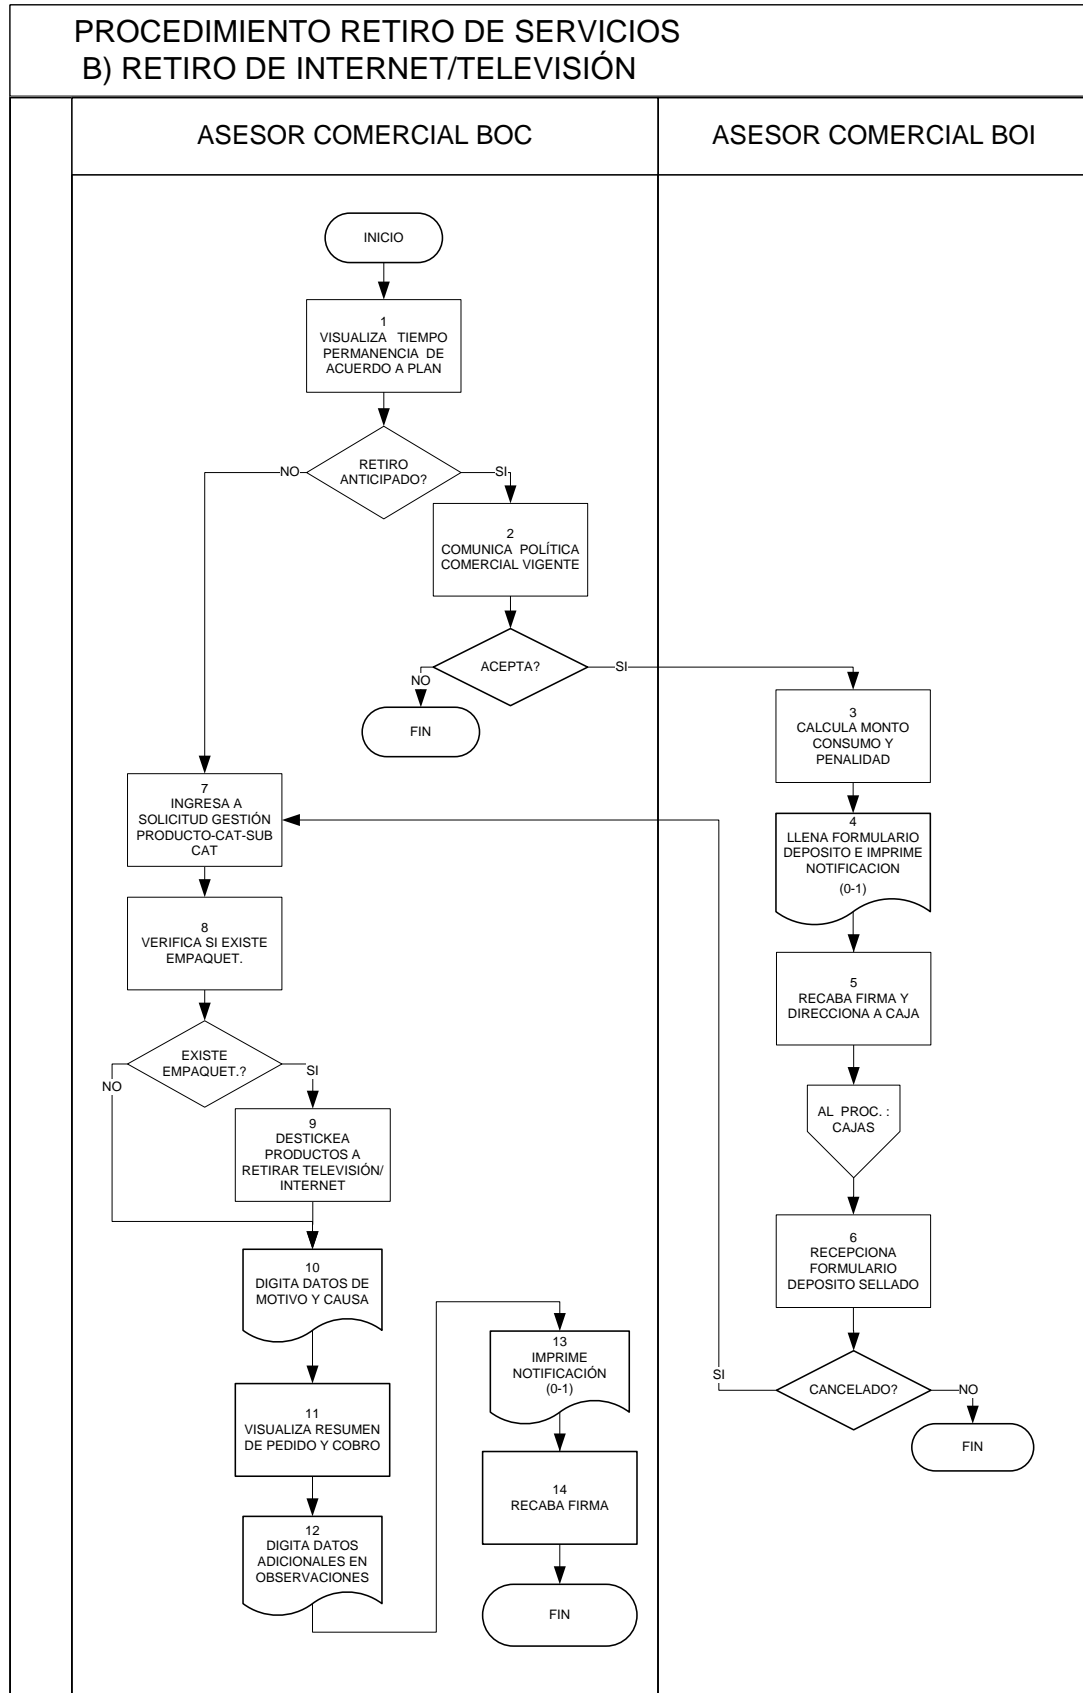 PROCEDIMIENTO RETIRO DE SERVICIOS
B) RETIRO DE INTERNET/TELEVISIÓN
ASESOR COMERCIAL BOC
ASESOR COMERCIAL BOI
INICIO
1
VISUALIZA TIEMPO
PERMANENCIA DE
ACUERDO A PLAN
RETIRO
ANTICIPADO?
NO
SI
2
COMUNICA POLÍTICA
COMERCIAL VIGENTE
ACEPTA?
NO
SI
FIN
3
CALCULA MONTO
CONSUMO Y
PENALIDAD
4
LLENA FORMULARIO
DEPOSITO E IMPRIME
NOTIFICACION
(0-1)
5
RECABA FIRMA Y
DIRECCIONA A CAJA
AL PROC. :
CAJAS
6
RECEPCIONA
FORMULARIO
DEPOSITO SELLADO
CANCELADO?
SI
NO
FIN
7
INGRESA A
SOLICITUD GESTIÓN
PRODUCTO-CAT-SUB
CAT
8
VERIFICA SI EXISTE
EMPAQUET.
EXISTE
EMPAQUET.?
NO
SI
9
DESTICKEA
PRODUCTOS A
RETIRAR TELEVISIÓN/
INTERNET
10
DIGITA DATOS DE
MOTIVO Y CAUSA
11
VISUALIZA RESUMEN
DE PEDIDO Y COBRO
12
DIGITA DATOS
ADICIONALES EN
OBSERVACIONES
13
IMPRIME
NOTIFICACIÓN
(0-1)
14
RECABA FIRMA
FIN